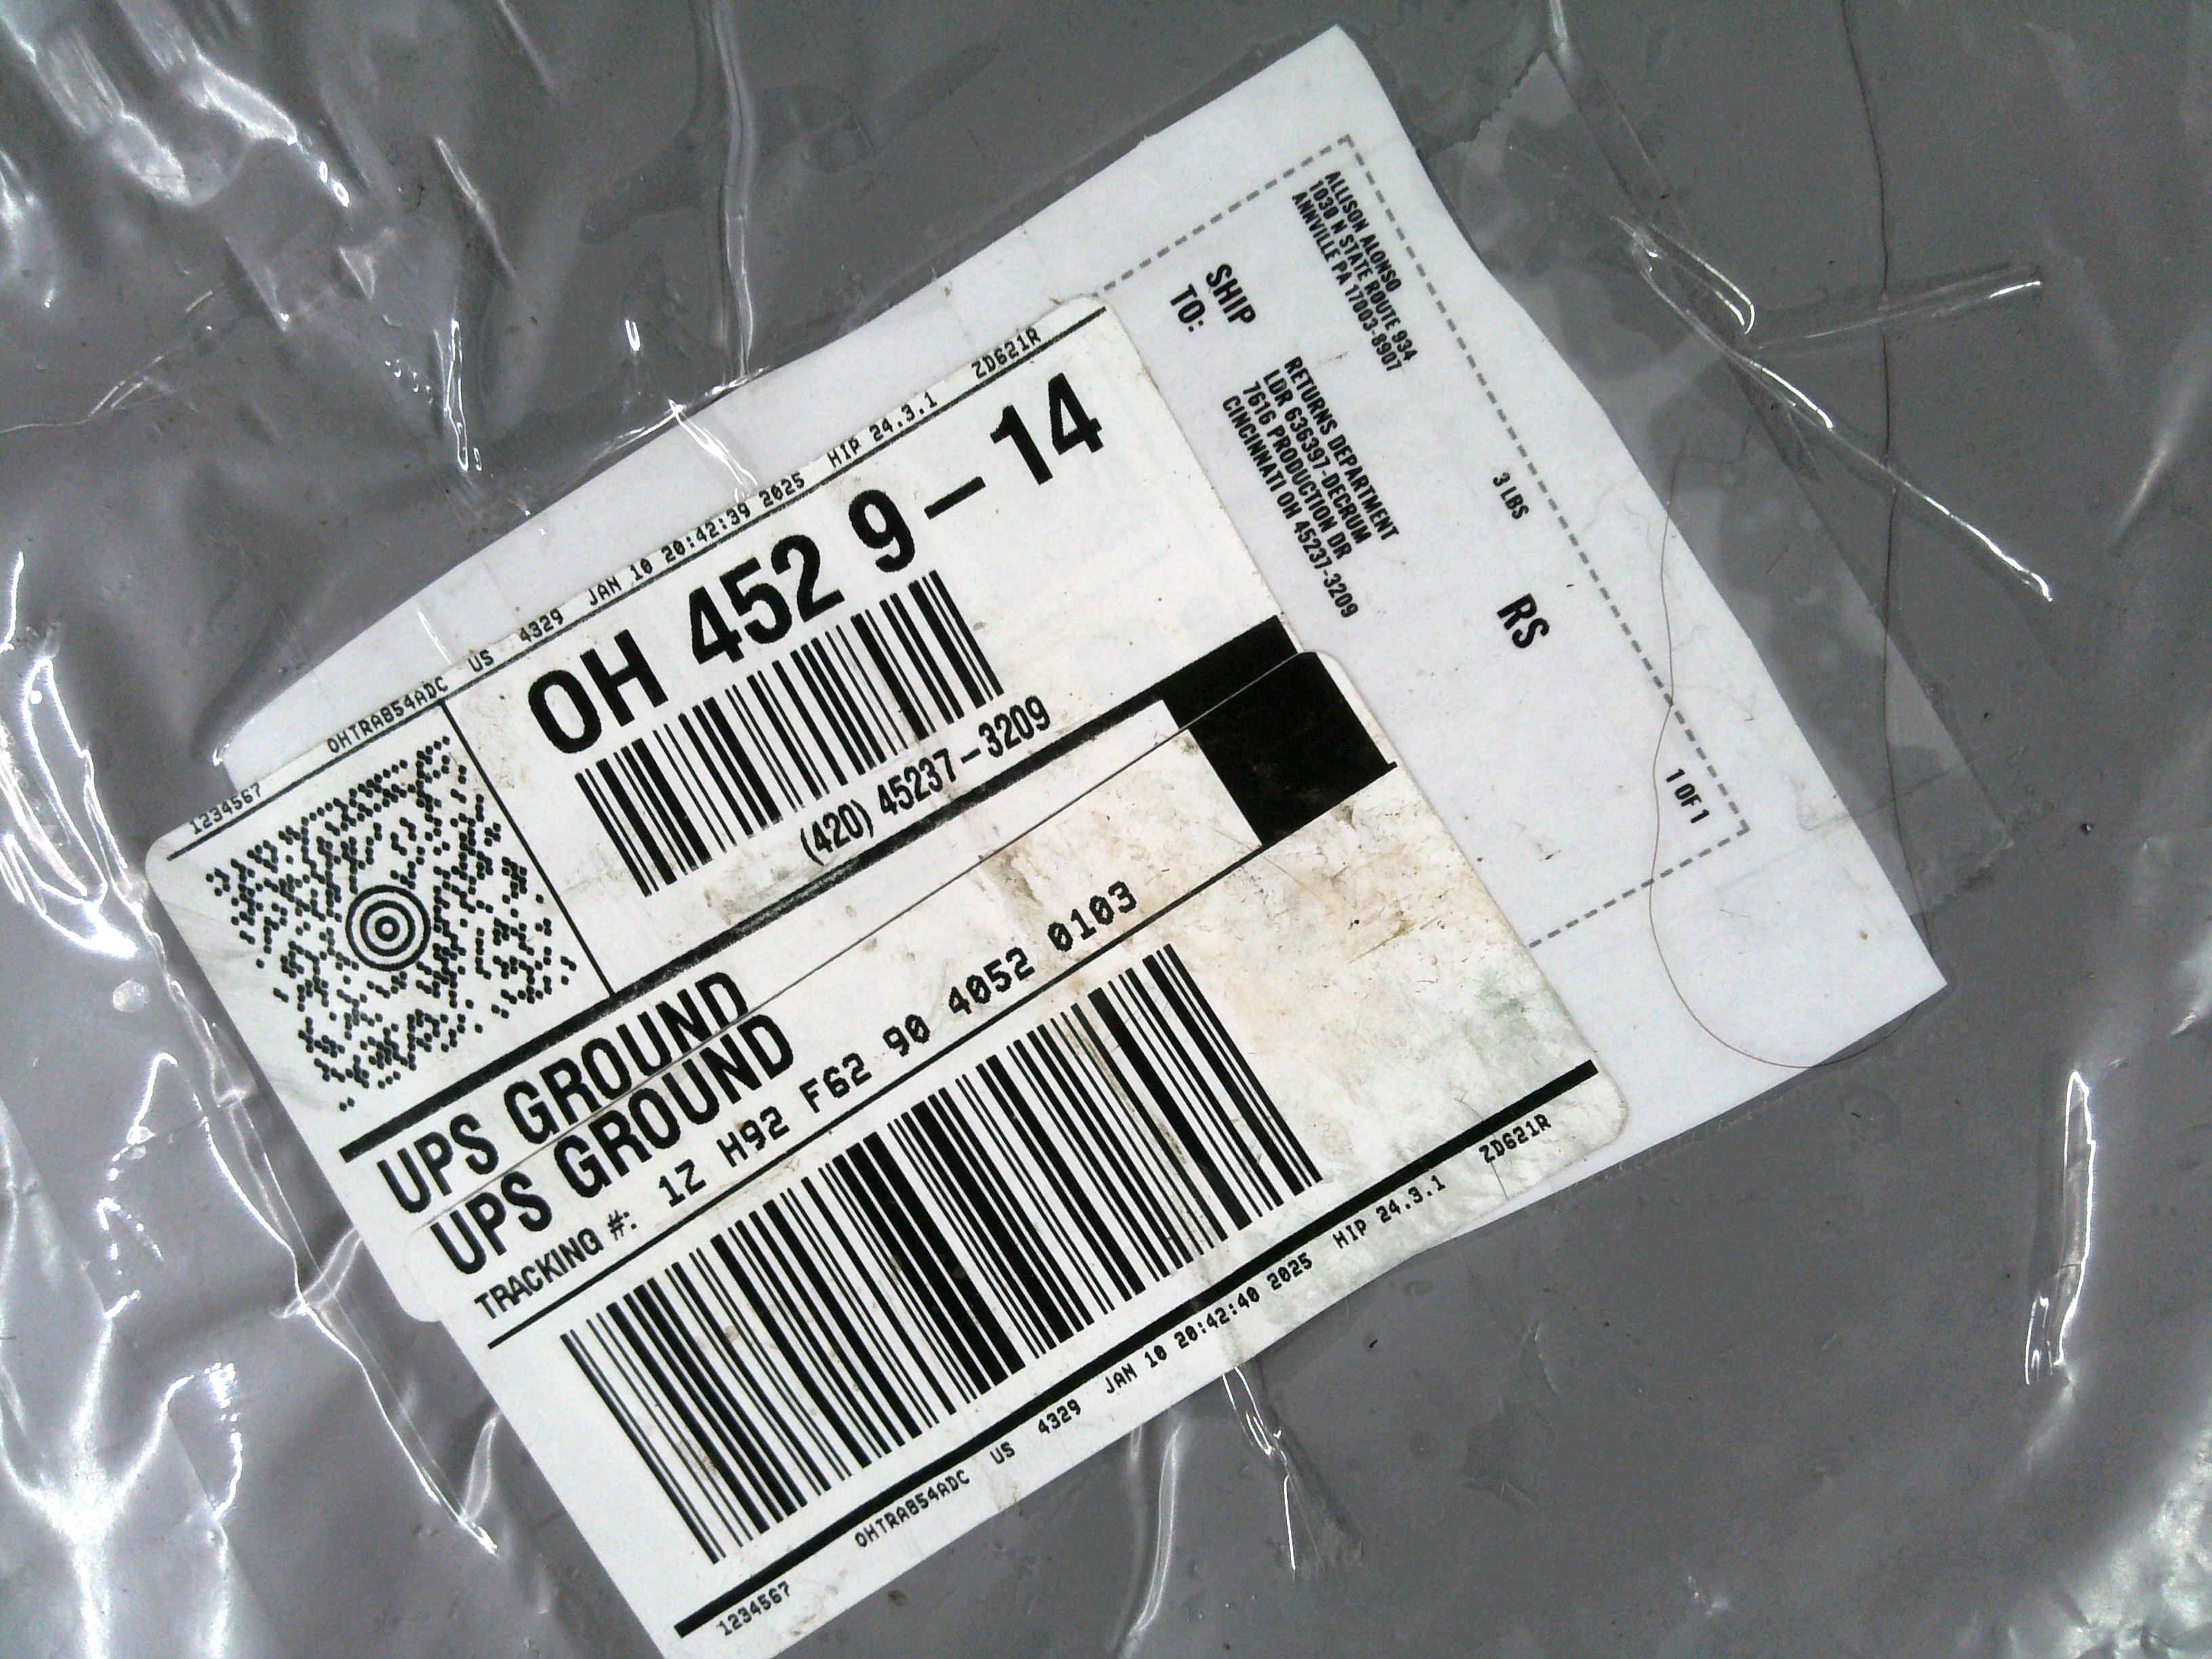 ALLISON ALONSO
1030 N STATE ROUTE 934
ANNVILLE PA 17003-8907
3 LBS
RS
1 OF 1
SHIP
TO:
RETURNS DEPARTMENT
LDR 636397-DECRUM
7616 PRODUCTION DR
CINCINNATI OH 45237-3209
1234567 OHTRA854ADC US 4329 JAN 10 20:42:39 2025 HIP 24.3.1 ZD621R
OH 452 9-14
(420) 45237-3209
UPS GROUND
UPS GROUND
TRACKING #: 1Z H92 F62 90 4052 0103
1234567 OHTRA854ADC US 4329 JAN 10 20:42:40 2025 HIP 24.3.1 ZD621R